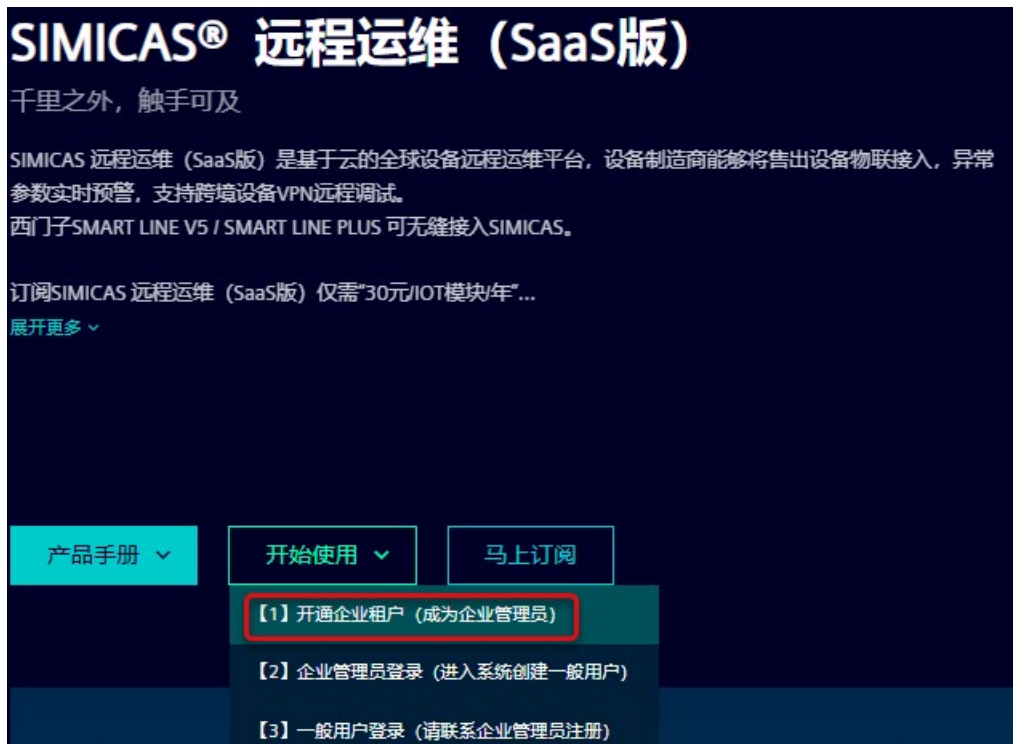 SIMICAS® 远程运维（SaaS版）
千里之外，触手可及
SIMICAS 远程运维（SaaS版）是基于云的全球设备远程运维平台，设备制造商能够将售出设备物联接入，异常
参数实时预警，支持跨境设备VPN远程调试。
西门子SMART LINE V5 / SMART LINE PLUS 可无缝接入SIMICAS。
订阅SIMICAS 远程运维（SaaS版）仅需“30元/IOT模块/年”...
展开更多
产品手册 开始使用 马上订阅
【1】开通企业租户（成为企业管理员）
【2】企业管理员登录（进入系统创建一般用户）
【3】一般用户登录（请联系企业管理员注册）